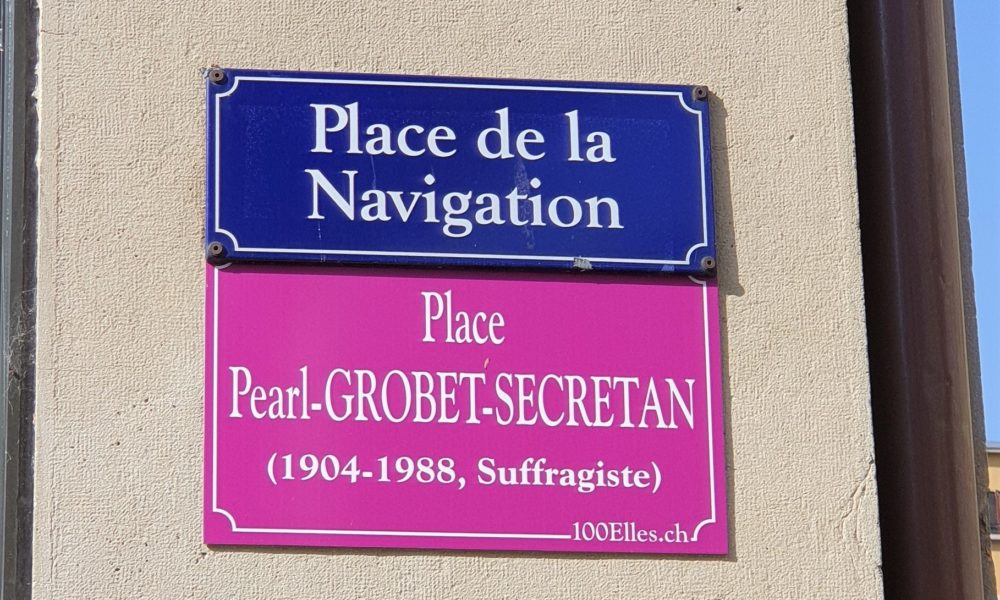 Place de la
Navigation
Place
Pearl-GROBET-SECRETAN
(1904-1988, Suffragiste)
100Elles.ch